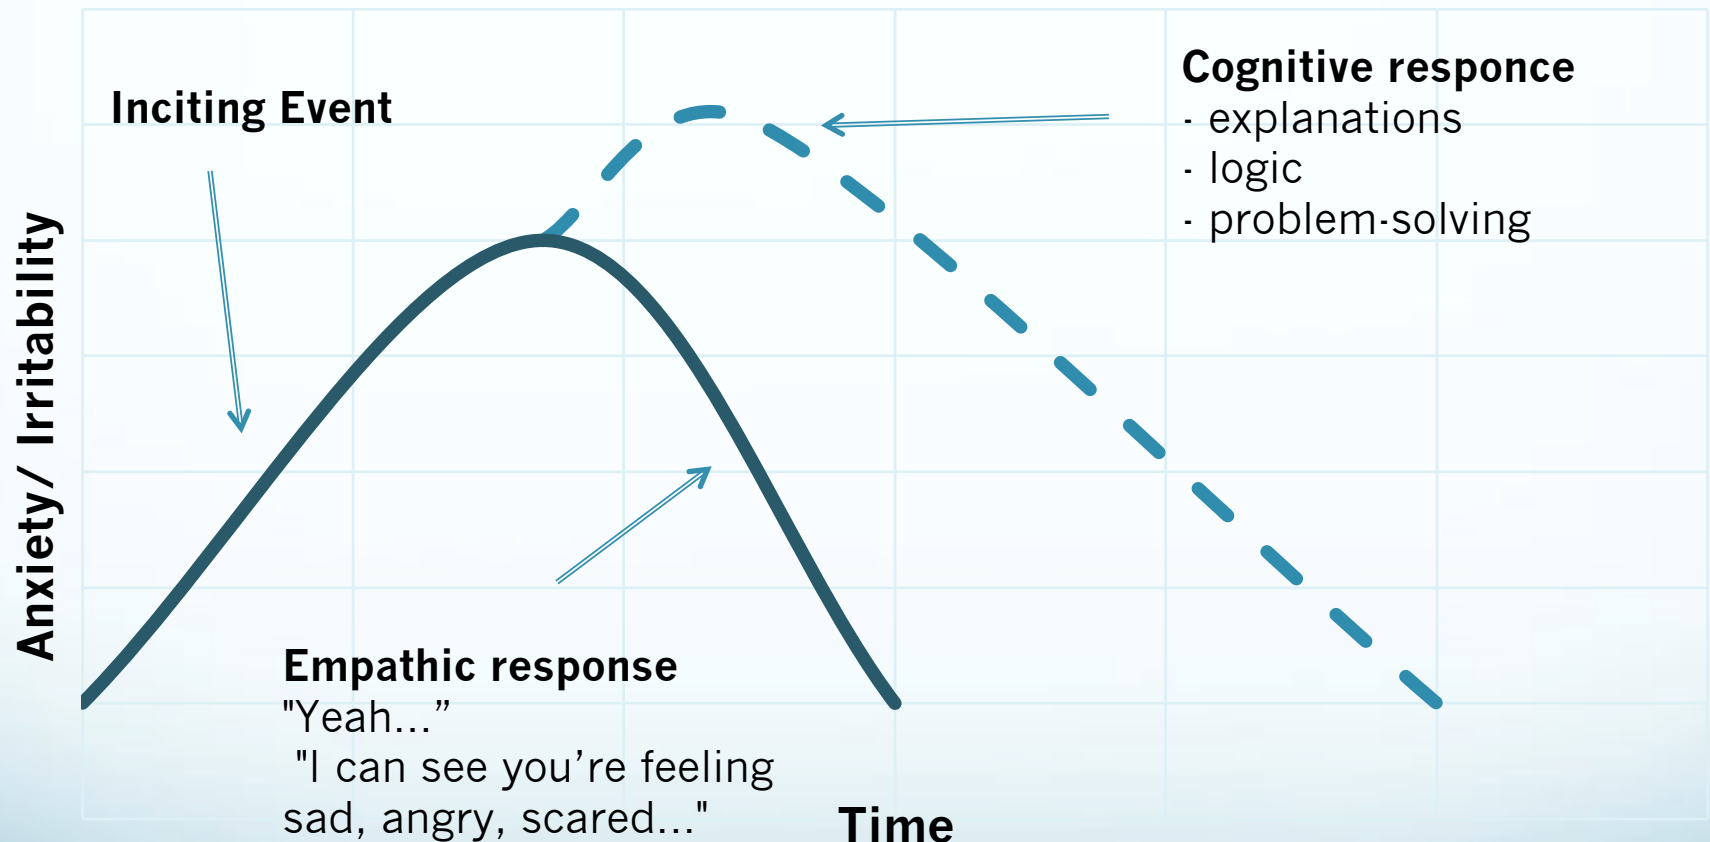 Inciting Event
Cognitive responce
- explanations
- logic
- problem-solving
Anxiety/ Irritability
Empathic response
"Yeah…”
"I can see you’re feeling
sad, angry, scared…"
Time